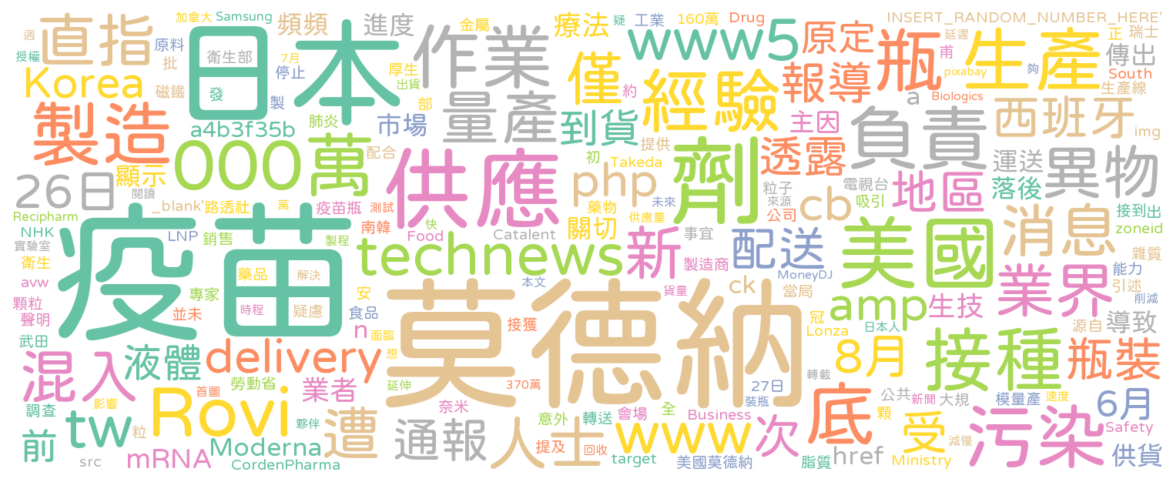 加拿大 Samsung 頻頻 進度 金屬 療法 疑 工業 160萬 Drug INSERT_RANDOM_NUMBER_HERE'
直指 原料 衛生部 7月 日本 作業 僅 www5 原定 瓶 延遲 正 瑞士
週 授權 批 停止 厚生 約 甫 生產 傳出
Korea 磁鐵 發 製 出貨 量產 經驗 報導 pixabay 夠 South 生產線
製造 a4b3f35b 肺炎 部 市場 到貨 主因 a Biologics 西班牙 img
000萬 配合 供應 初 提供 劑 透露 負責 運送 異物
26日 顯示 閱讀 Takeda php 粒子 電視台 地區 落後
_blank' 路透社 萬 疫苗瓶 測試 藥物 未來 關切 來源 cb 吸引 接到出
Recipharm NHK LNP 銷售 製程 南韓 快 Food Catalent 供應量 新 事宜 公司 配送 美國 消息 zoneid
實驗室 疫苗 藥品 解決 technews 製造商 MoneyDJ 業界 雜質 能力
avw 衛生 專家 安 本文 貨量 ck 當局 amp 生技 引述 削減
顆粒 聲明 並未 時程 疑慮 食品 n 面臨 接獲 莫德納 冠 Lonza 日本人 源自 導致
武田 混入 液體 delivery 想 8月 接種 瓶裝
勞動省 業者 延伸 370萬 27日 轉載
調查 影響 首圖 奈米 裝瓶 公共 新聞 大規 模量產 速度 6月
前 tw 粒 Rovi 夥伴 遭 通報 人士 意外 轉送 會場 全 Business 次 底 受 顆 污染 Safety
src mRNA Moderna CordenPharma 提及 回收 target www 美國莫德納 脂質 href Ministry 減慢 供貨